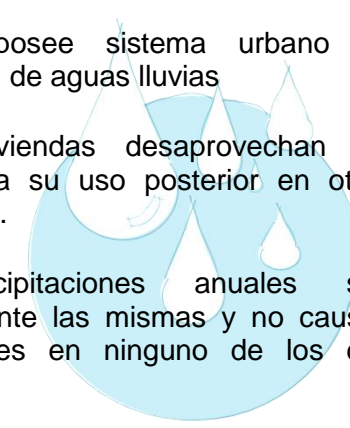 oosee sistema urbano
de aguas lluvias
viendas desaprovechan
a su uso posterior en ot
.
cipitaciones anuales s
nte las mismas y no caus
es en ninguno de los